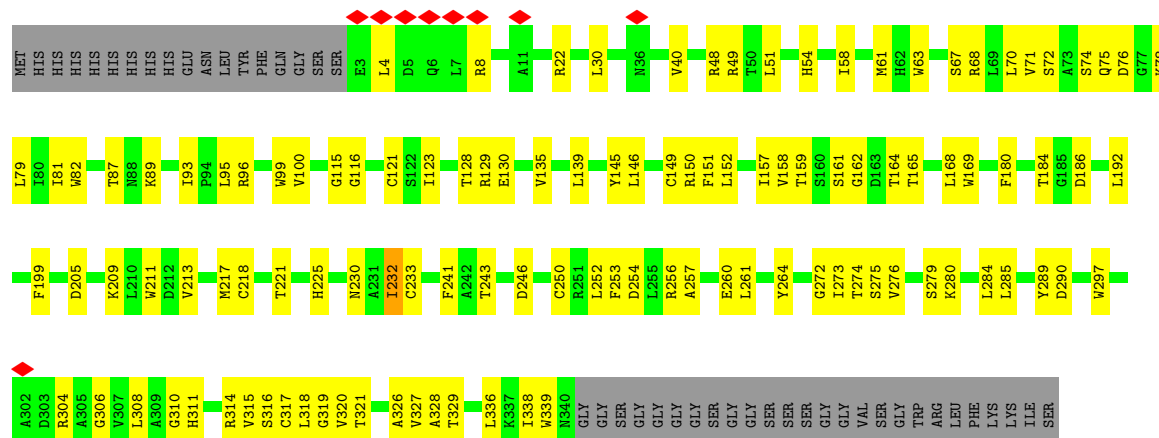 MET HIS HIS HIS HIS HIS HIS HIS HIS GLU ASN LEU TYR PHE GLN GLY SER SER E3 L4 D5 Q6 L7 R8 A11 R22 L30 N36 V40 R48 R49 T50 L51 H54 I58 M61 H62 W63 S67 R68 L69 L70 V71 S72 A73 S74 Q75 D76 G77 K78
L79 I80 I81 W82 T87 N88 K89 I93 P94 L95 R96 W99 V100 G115 G116 C121 S122 I123 T128 R129 E130 V135 L139 Y145 L146 C149 R150 F151 L152 I157 V158 T159 S160 S161 G162 D163 T164 T165 L168 W169 F180 T184 G185 D186 L192
F199 D205 K209 L210 W211 D212 V213 M217 C218 T221 H225 N230 A231 I232 C233 F241 A242 T243 D246 C250 R251 L252 F253 D254 L255 R256 A257 E260 L261 Y264 G272 I273 T274 S275 V276 S279 K280 L284 L285 Y289 D290 W297
A302 D303 R304 A305 G306 V307 L308 A309 G310 H311 R314 V315 S316 C317 L318 G319 V320 T321 A326 V327 A328 T329 L336 K337 I338 W339 N340 GLY GLY SER GLY GLY GLY GLY SER GLY GLY SER SER SER GLY GLY VAL SER GLY TRP ARG LEU PHE LYS LYS ILE SER